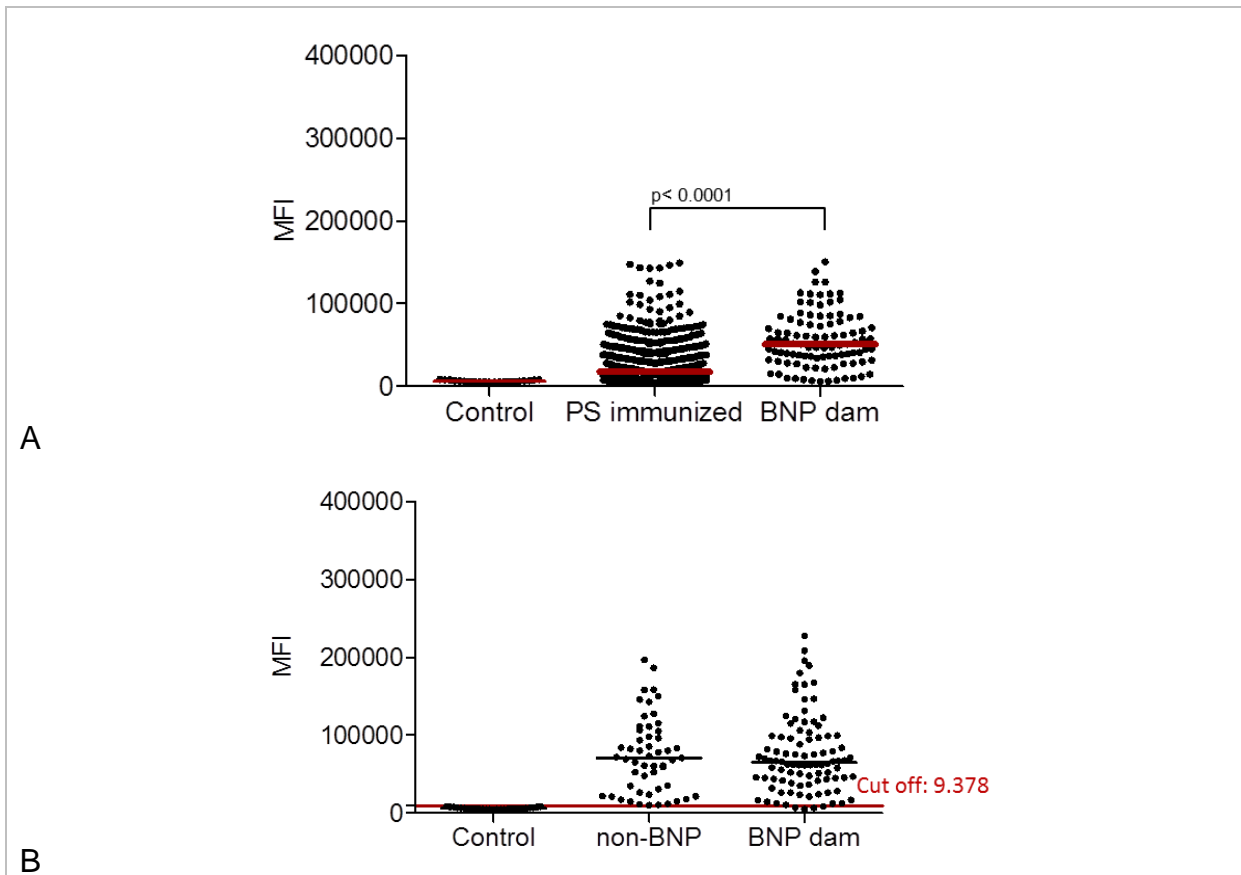 400000
300000
200000
100000
0
MFI
p< 0.0001
Control PS immunized BNP dam
A
400000
300000
200000
100000
0
MFI
Cut off: 9.378
Control non-BNP BNP dam
B